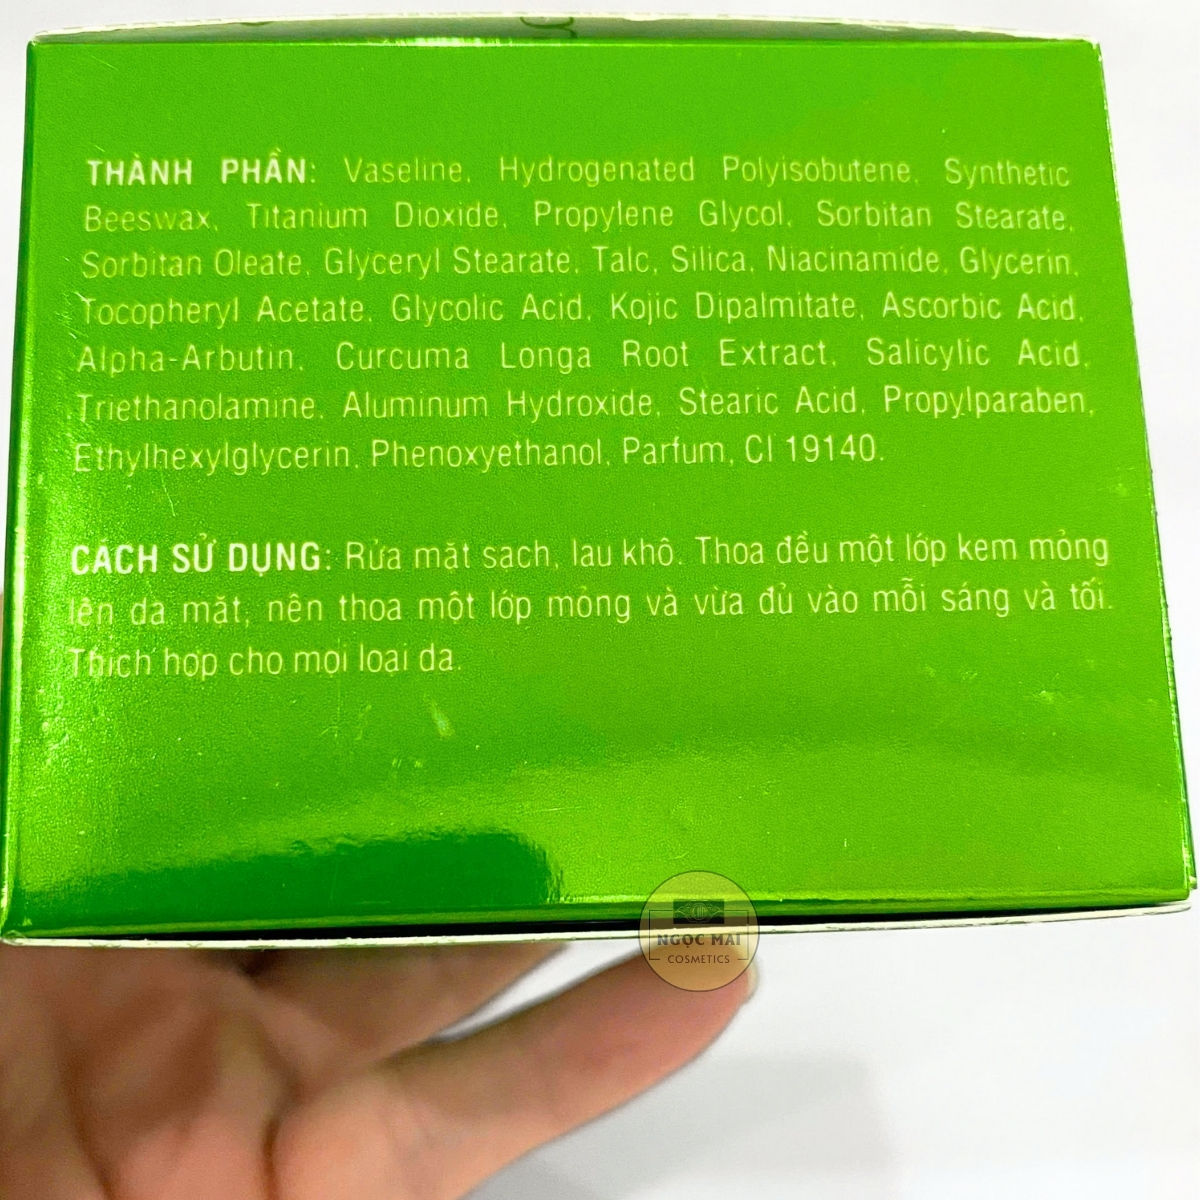 THÀNH PHẦN: Vaseline, Hydrogenated Polyisobutene, Synthetic
Beeswax, Titanium Dioxide, Propylene Glycol, Sorbitan Stearate,
Sorbitan Oleate, Glyceryl Stearate, Talc, Silica, Niacinamide, Glycerin,
Tocopheryl Acetate, Glycolic Acid, Kojic Dipalmitate, Ascorbic Acid,
Alpha-Arbutin, Curcuma Longa Root Extract, Salicylic Acid,
Triethanolamine, Aluminum Hydroxide, Stearic Acid, Propylparaben,
Ethylhexylglycerin, Phenoxyethanol, Parfum, CI 19140.
CÁCH SỬ DỤNG: Rửa mặt sạch, lau khô. Thoa đều một lớp kem mỏng
lên da mặt, nên thoa một lớp mỏng và vừa đủ vào mỗi sáng và tối.
Thích hợp cho mọi loại da.
NGỌC MAI
COSMETICS